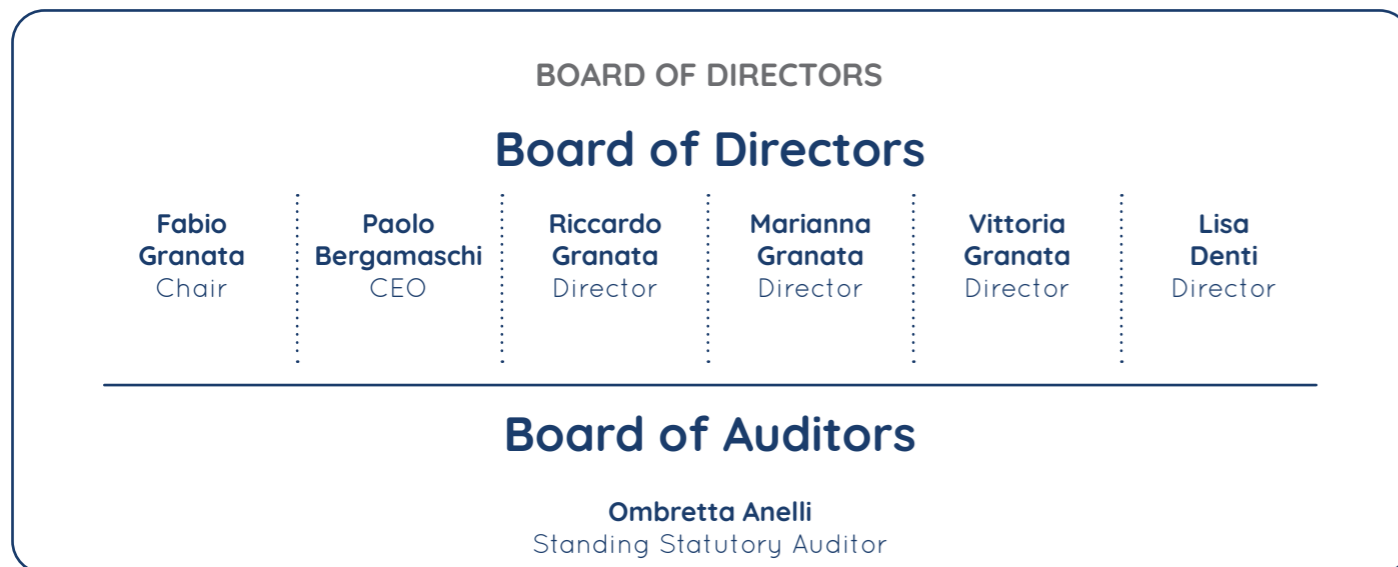 BOARD OF DIRECTORS
Board of Directors
Fabio
Granata
Chair
Paolo
Bergamaschi
CEO
Riccardo
Granata
Director
Marianna
Granata
Director
Vittoria
Granata
Director
Lisa
Denti
Director
Board of Auditors
Ombretta Anelli
Standing Statutory Auditor